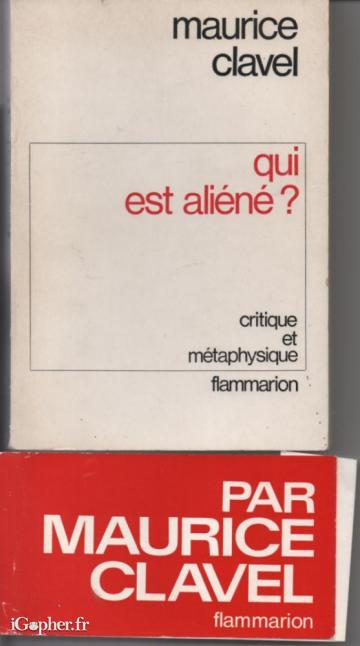 maurice
clavel
qui
est aliéné ?
critique
et
métaphysique
flammarion
PAR
MAURICE
CLAVEL
flammarion
iGopher.fr